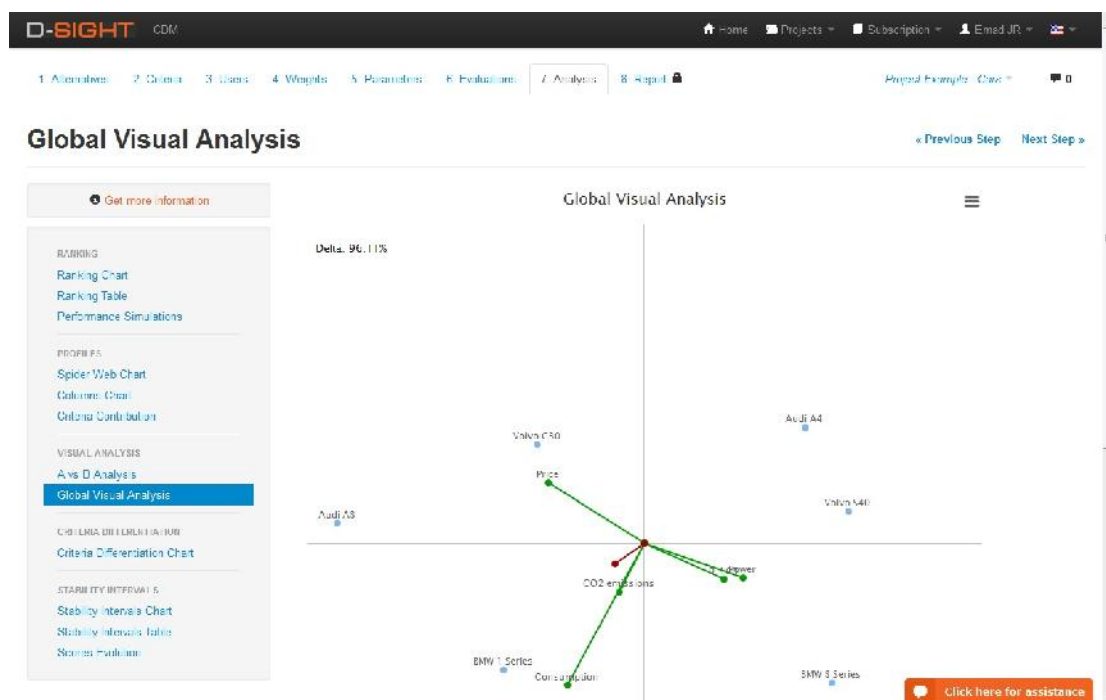 D-SIGHT CDM Home Projects Subscription Emad JR
1 Alternatives 2 Criteria 3 Users 4 Weights 5 Parameters 6 Evaluations 7 Analysis 8 Report Project Example Cars 0
Global Visual Analysis
« Previous Step Next Step »
Get more information
RANKING
Ranking Chart
Ranking Table
Performance Simulations
PROFILES
Spider Web Chart
Columns Chart
Criteria Contribution
VISUAL ANALYSIS
A vs B Analysis
Global Visual Analysis
CRITERIA DIFFERENTIATION
Criteria Differentiation Chart
STABILITY INTERVALS
Stability Intervals Chart
Stability Intervals Table
Scores Evolution
Global Visual Analysis
Delta: 96.11%
Audi A4
Volvo C30
Price
Volvo S40
Audi A3
Power
CO2 emissions
BMW 1 Series
Consumption
BMW 3 Series
Click here for assistance